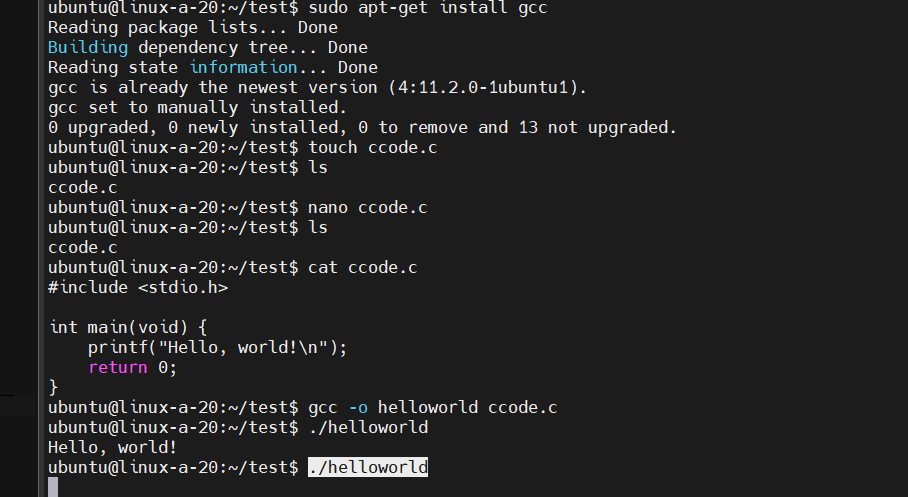 ubuntu@linux-a-20:~/test$ sudo apt-get install gcc
Reading package lists... Done
Building dependency tree... Done
Reading state information... Done
gcc is already the newest version (4:11.2.0-1ubuntu1).
gcc set to manually installed.
0 upgraded, 0 newly installed, 0 to remove and 13 not upgraded.
ubuntu@linux-a-20:~/test$ touch ccode.c
ubuntu@linux-a-20:~/test$ ls
ccode.c
ubuntu@linux-a-20:~/test$ nano ccode.c
ubuntu@linux-a-20:~/test$ ls
ccode.c
ubuntu@linux-a-20:~/test$ cat ccode.c
#include <stdio.h>

int main(void) {
    printf("Hello, world!\n");
    return 0;
}
ubuntu@linux-a-20:~/test$ gcc -o helloworld ccode.c
ubuntu@linux-a-20:~/test$ ./helloworld
Hello, world!
ubuntu@linux-a-20:~/test$ ./helloworld